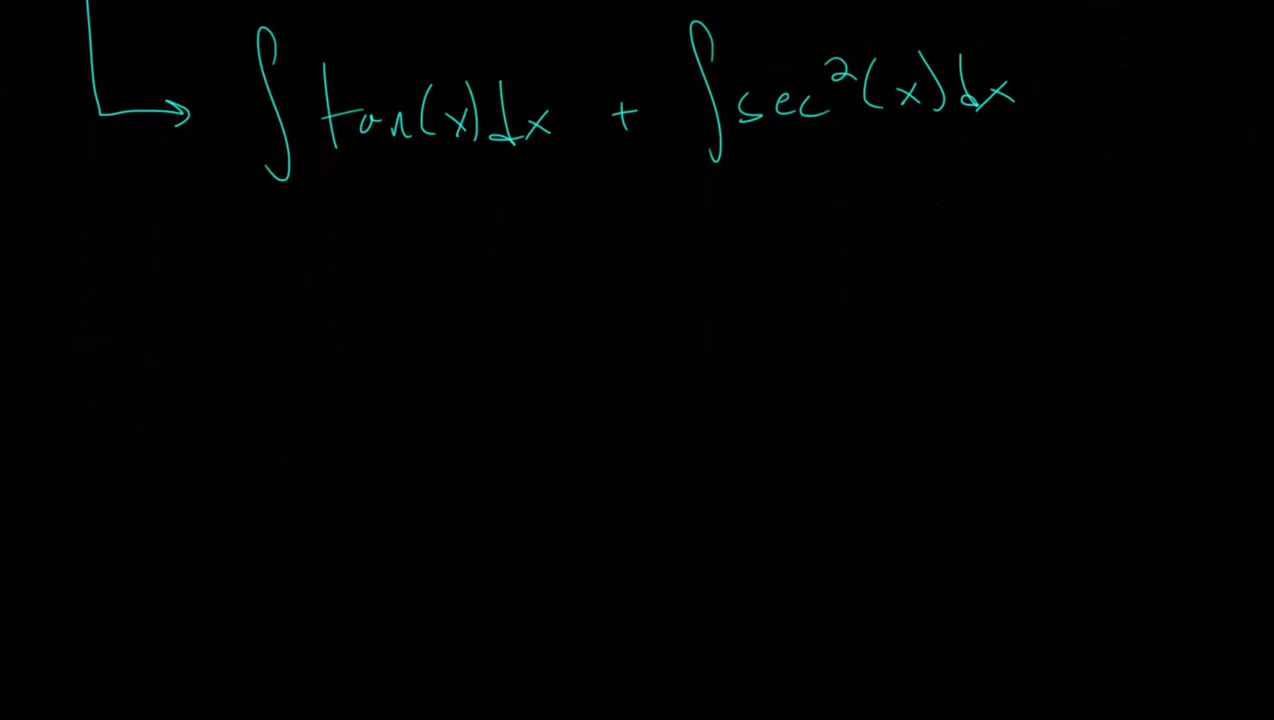 ∫tan(x)dx + ∫sec²(x)dx